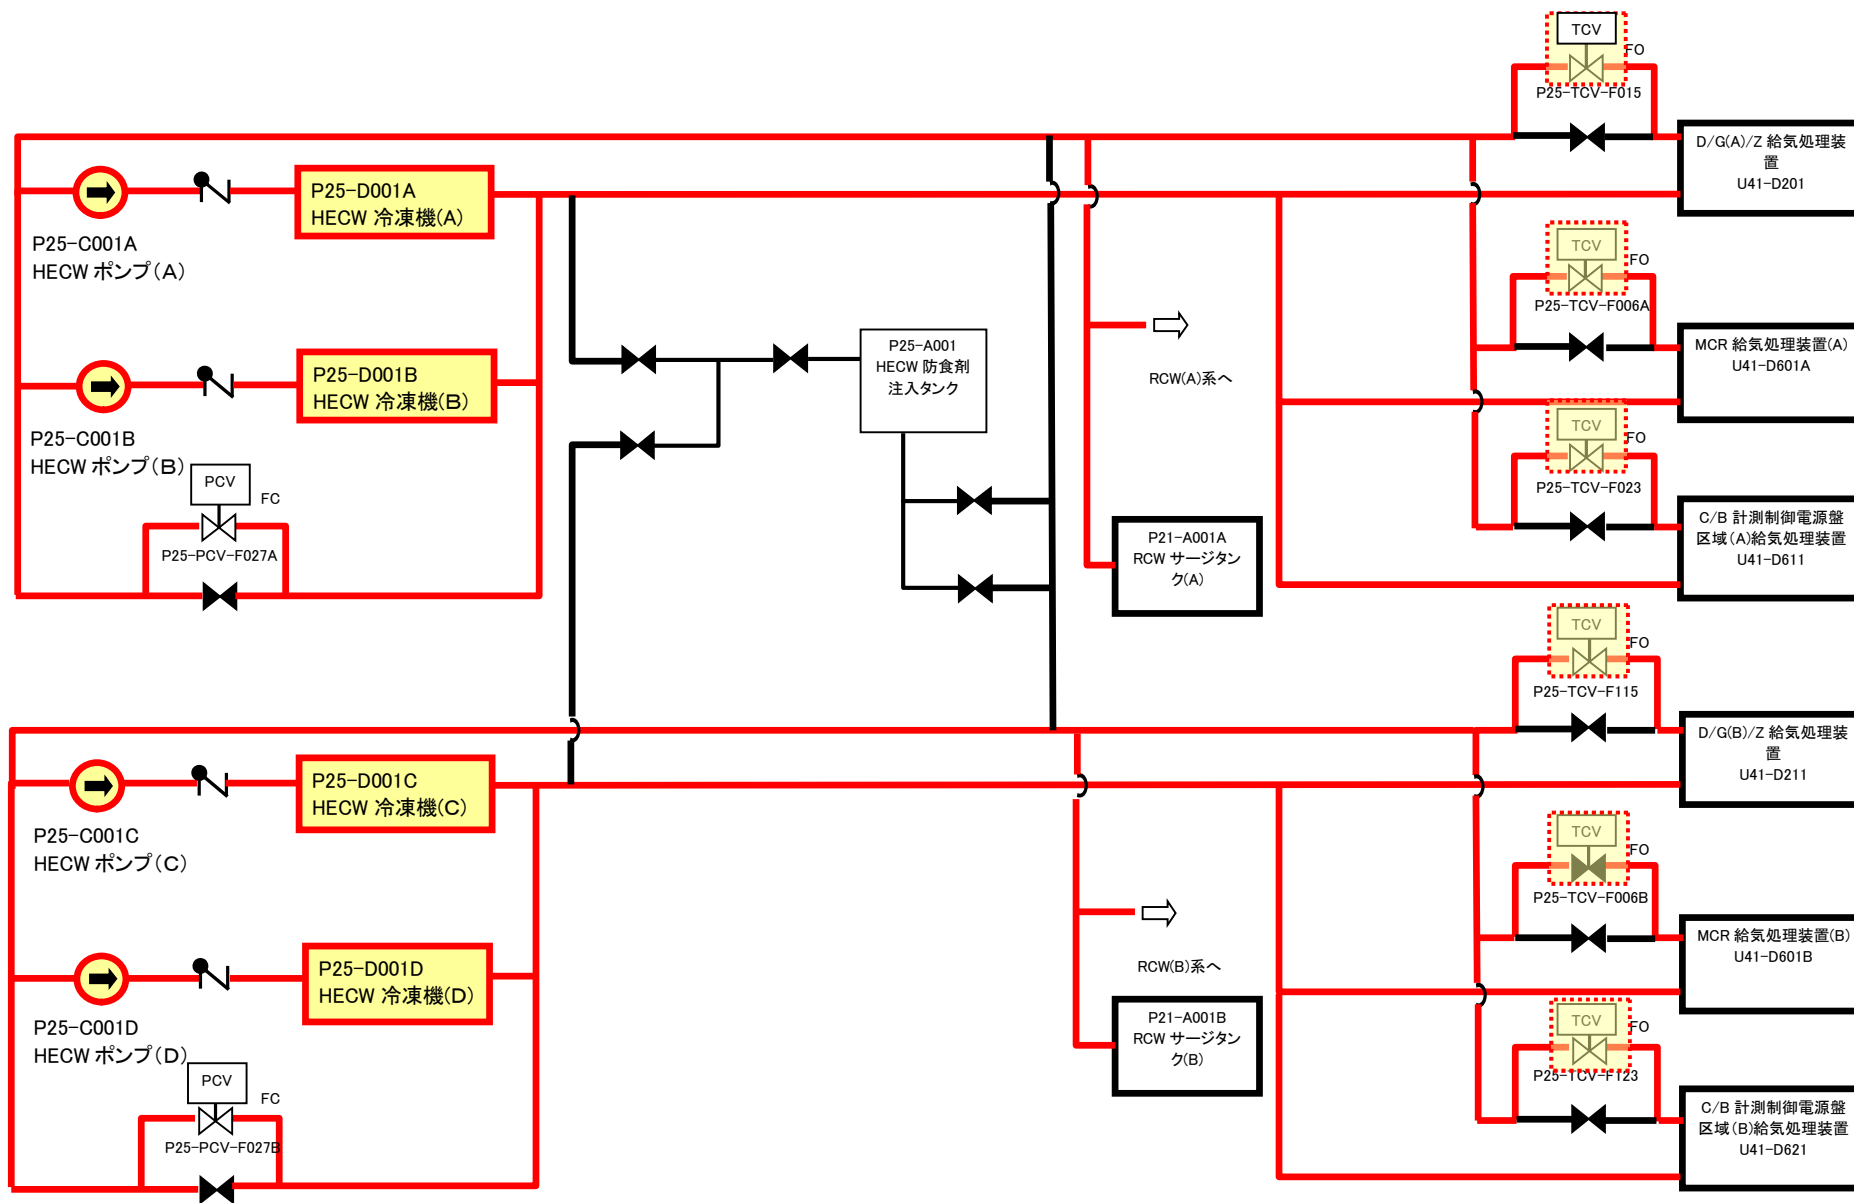 TCV
FO
P25-TCV-F015
D/G(A)/Z 給気処理装
置
U41-D201
P25-D001A
HECW 冷凍機(A)
P25-C001A
HECW ポンプ(A)
TCV
FO
P25-TCV-F006A
MCR 給気処理装置(A)
U41-D601A
P25-A001
HECW 防食剤
注入タンク
RCW(A)系へ
P25-D001B
HECW 冷凍機(B)
P25-C001B
HECW ポンプ(B)
PCV
FC
P25-PCV-F027A
TCV
FO
P25-TCV-F023
C/B 計測制御電源盤
区域(A)給気処理装置
U41-D611
P21-A001A
RCW サージタン
ク(A)
TCV
FO
P25-TCV-F115
D/G(B)/Z 給気処理装
置
U41-D211
P25-D001C
HECW 冷凍機(C)
P25-C001C
HECW ポンプ(C)
TCV
FO
P25-TCV-F006B
MCR 給気処理装置(B)
U41-D601B
RCW(B)系へ
P25-D001D
HECW 冷凍機(D)
P25-C001D
HECW ポンプ(D)
PCV
FC
P25-PCV-F027B
P21-A001B
RCW サージタン
ク(B)
TCV
FO
P25-TCV-F123
C/B 計測制御電源盤
区域(B)給気処理装置
U41-D621